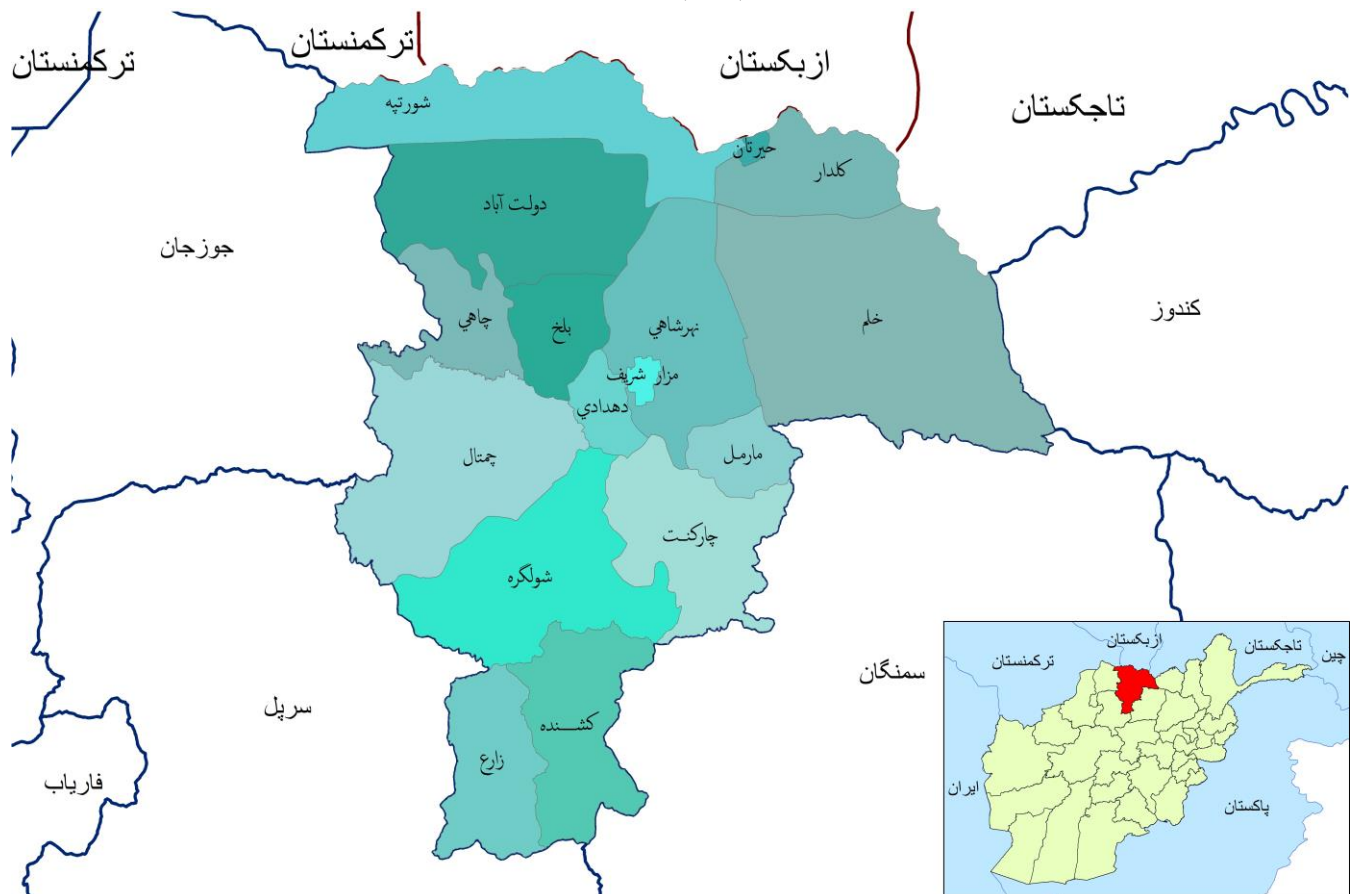 ترکمنستان
ازبکستان
ترکمنستان
تاجکستان
شورتپه
حیرتان
کلدار
دولت آباد
جوزجان
کندوز
خلم
نهرشاهي
بلخ
چاهي
مزار شریف
دهدادي
مارمل
چمتال
چارکنت
شولگره
سمنگان
سرپل
کشنده
زارع
فاریاب
ازبکستان
تاجکستان
چین
ترکمنستان
ایران
پاکستان